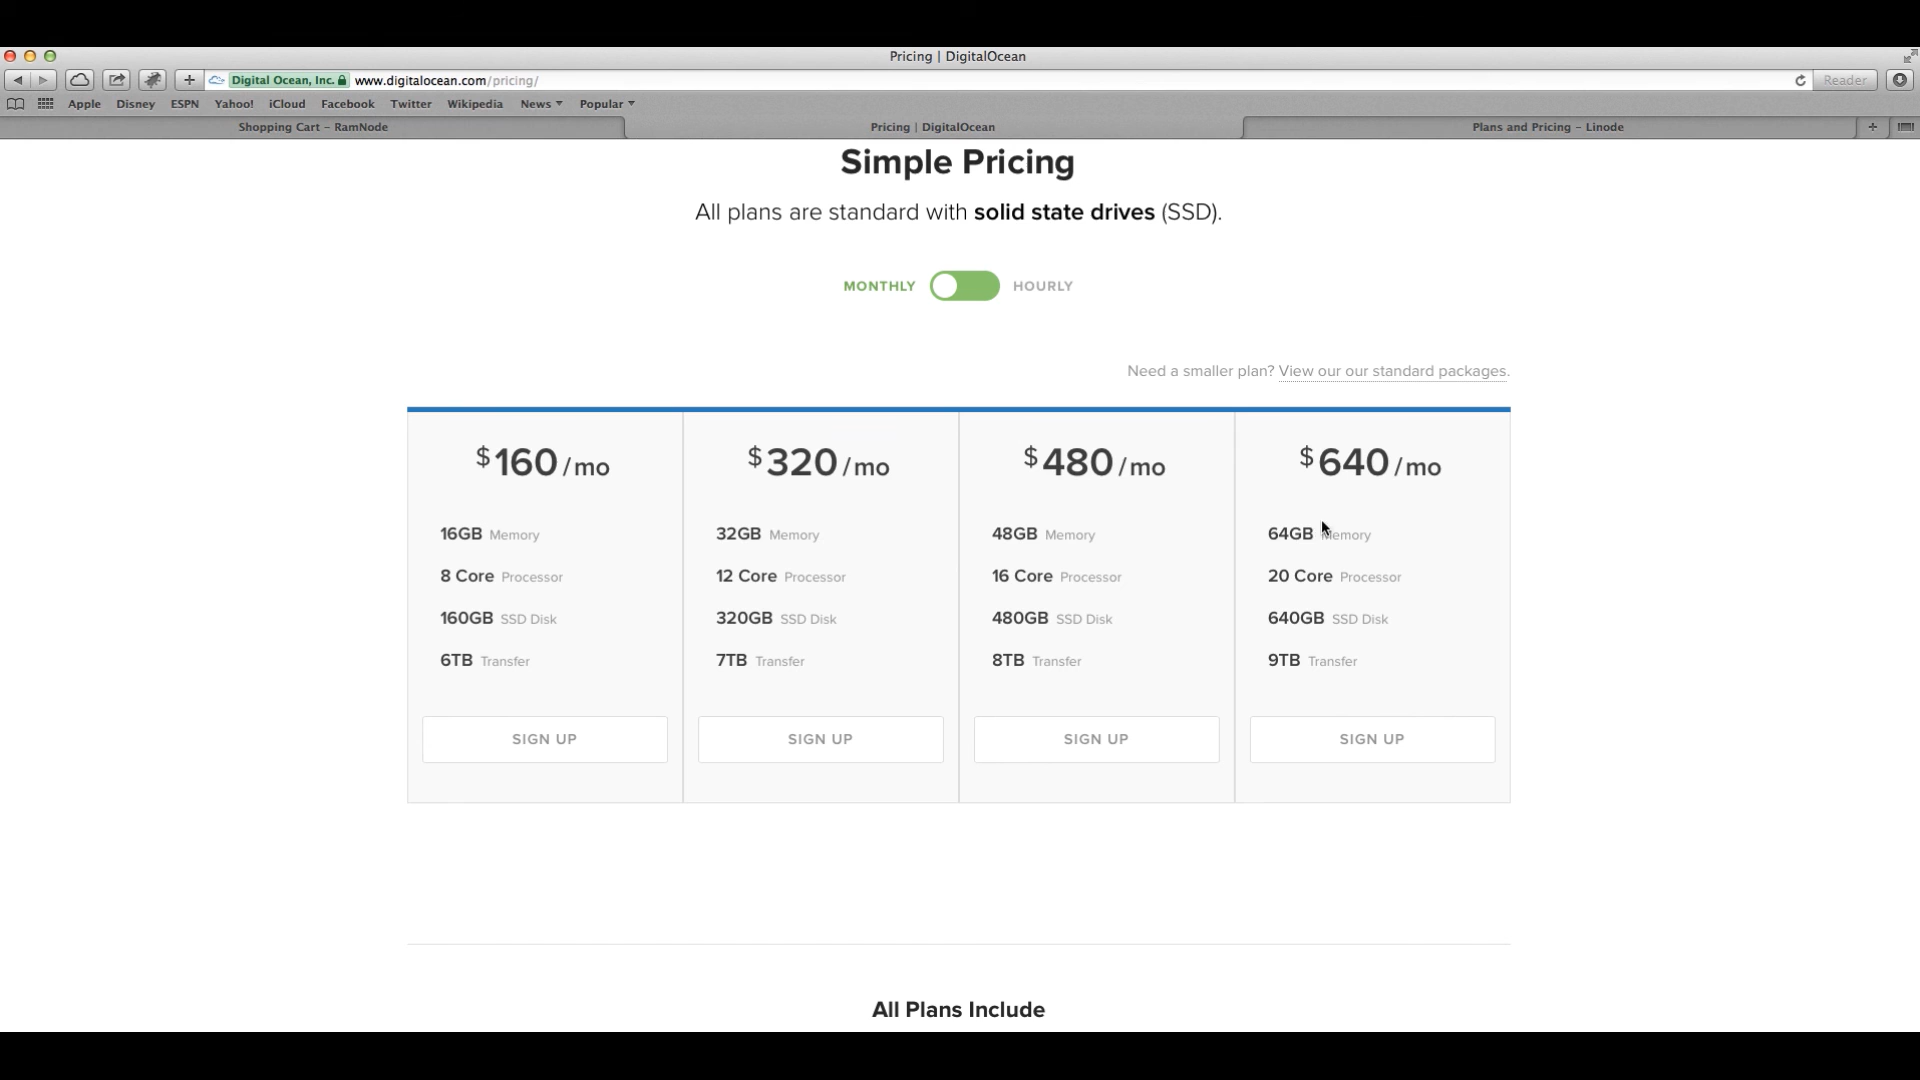 Pricing | DigitalOcean
Digital Ocean, Inc. www.digitalocean.com/pricing/ Reader
Apple Disney ESPN Yahoo! iCloud Facebook Twitter Wikipedia News Popular
Shopping Cart – RamNode Pricing | DigitalOcean Plans and Pricing – Linode
Simple Pricing
All plans are standard with solid state drives (SSD).
MONTHLY HOURLY
Need a smaller plan? View our our standard packages.
$160/mo $320/mo $480/mo $640/mo
16GB Memory 32GB Memory 48GB Memory 64GB Memory
8 Core Processor 12 Core Processor 16 Core Processor 20 Core Processor
160GB SSD Disk 320GB SSD Disk 480GB SSD Disk 640GB SSD Disk
6TB Transfer 7TB Transfer 8TB Transfer 9TB Transfer
SIGN UP SIGN UP SIGN UP SIGN UP
All Plans Include